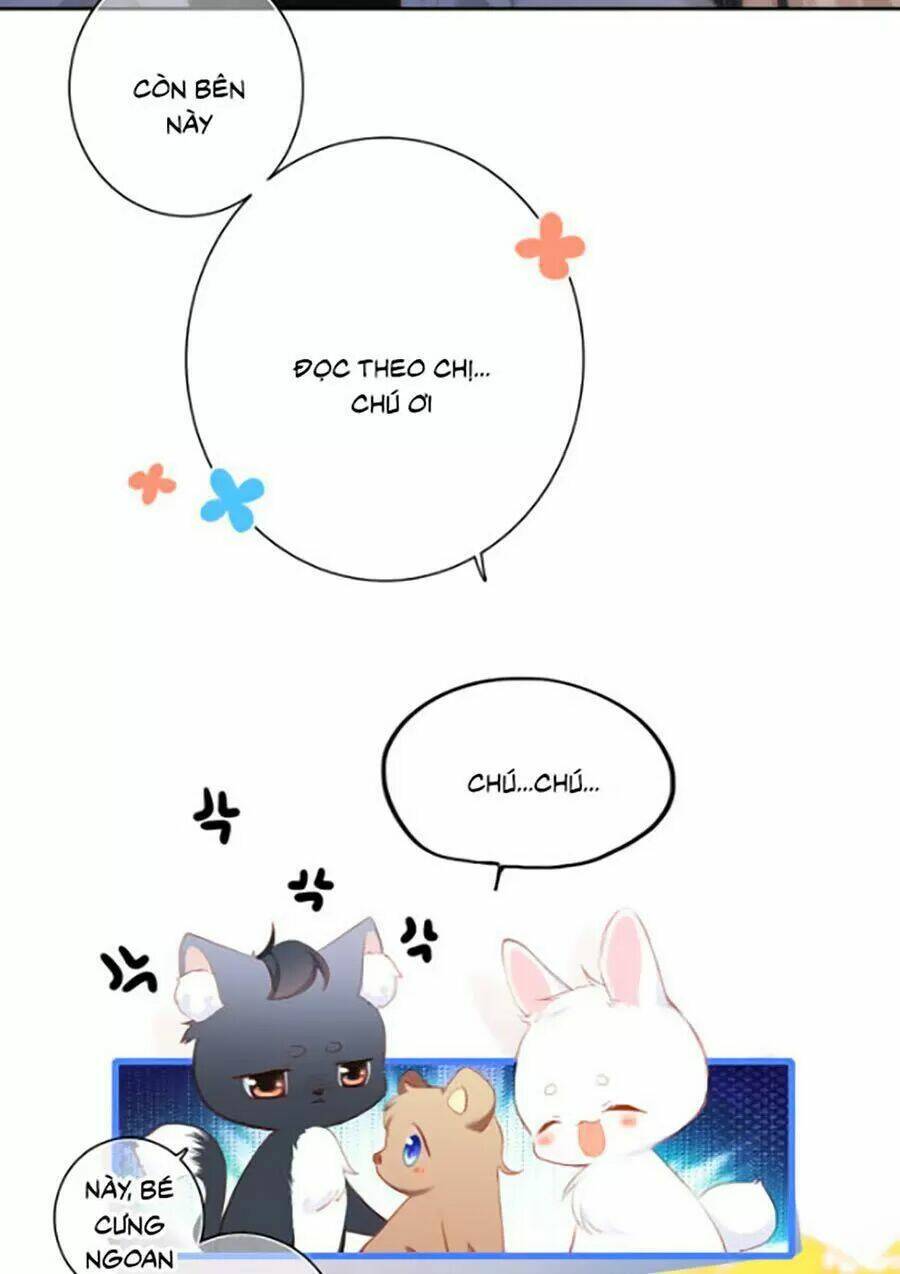 CÒN BÊN
NÀY
ĐỌC THEO CHỊ...
CHÚ ƠI
CHÚ...CHÚ...
NÀY, BÉ
CƯNG
NGOAN